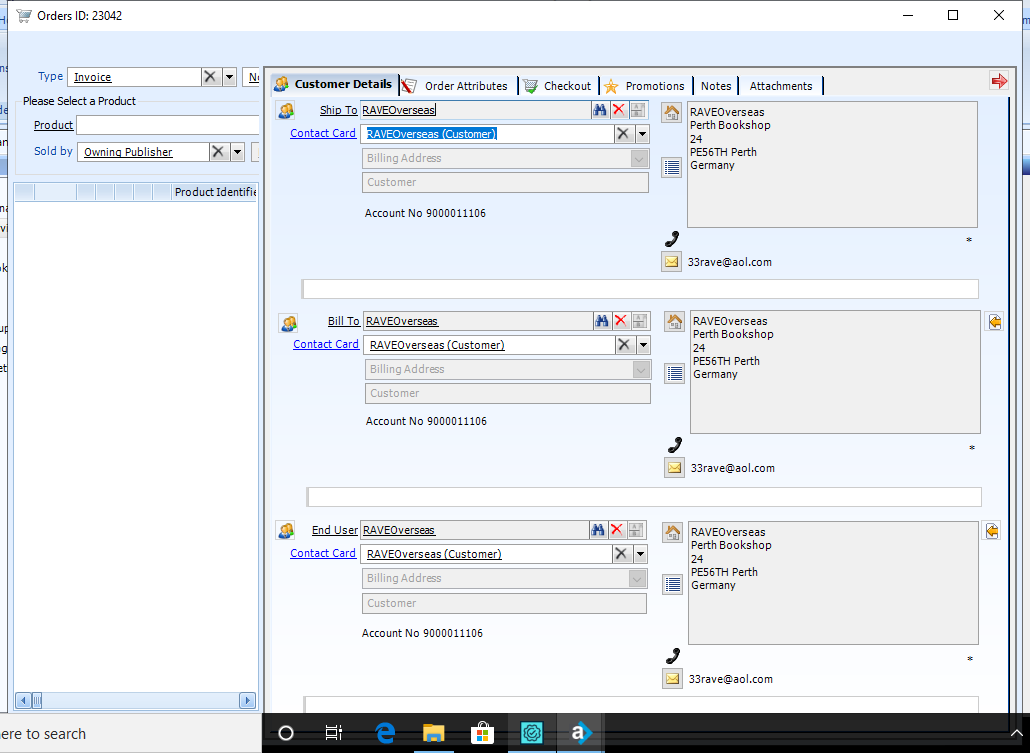 Orders ID: 23042
Type Invoice
Please Select a Product
Product
Sold by Owning Publisher
Product Identifie
Customer Details Order Attributes Checkout Promotions Notes Attachments
Ship To RAVEOverseas
Contact Card RAVEOverseas (Customer)
Billing Address
Customer
Account No 9000011106
RAVEOverseas
Perth Bookshop
24
PE56TH Perth
Germany
*
33rave@aol.com
Bill To RAVEOverseas
Contact Card RAVEOverseas (Customer)
Billing Address
Customer
Account No 9000011106
RAVEOverseas
Perth Bookshop
24
PE56TH Perth
Germany
*
33rave@aol.com
End User RAVEOverseas
Contact Card RAVEOverseas (Customer)
Billing Address
Customer
Account No 9000011106
RAVEOverseas
Perth Bookshop
24
PE56TH Perth
Germany
*
33rave@aol.com
ere to search